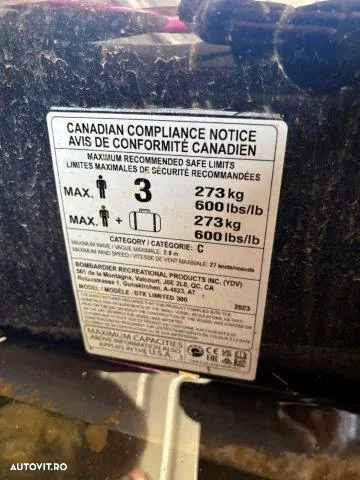 CANADIAN COMPLIANCE NOTICE
AVIS DE CONFORMITÉ CANADIEN
MAXIMUM RECOMMENDED SAFE LIMITS
LIMITES MAXIMALES DE SÉCURITÉ RECOMMANDÉES
MAX. 3 273 kg
600 lbs/lb
MAX. + 273 kg
600 lbs/lb
CATEGORY / CATÉGORIE: C
MAXIMUM WAVE / VAGUE MAXIMALE: 2.0 m
MAXIMUM WIND SPEED / VITESSE DE VENT MAXIMALE: 27 knots/noeuds
BOMBARDIER RECREATIONAL PRODUCTS INC. (YDV)
565 de la Montagne, Valcourt, J0E 2L0, QC, CA
Rotaxstrasse 1, Gunskirchen, A-4623, AT
MODEL / MODÈLE: GTX LIMITED 300 2023
MAXIMUM CAPACITIES
ABOVE APPLIES IN THE
U.S.A.
AUTOVIT.RO